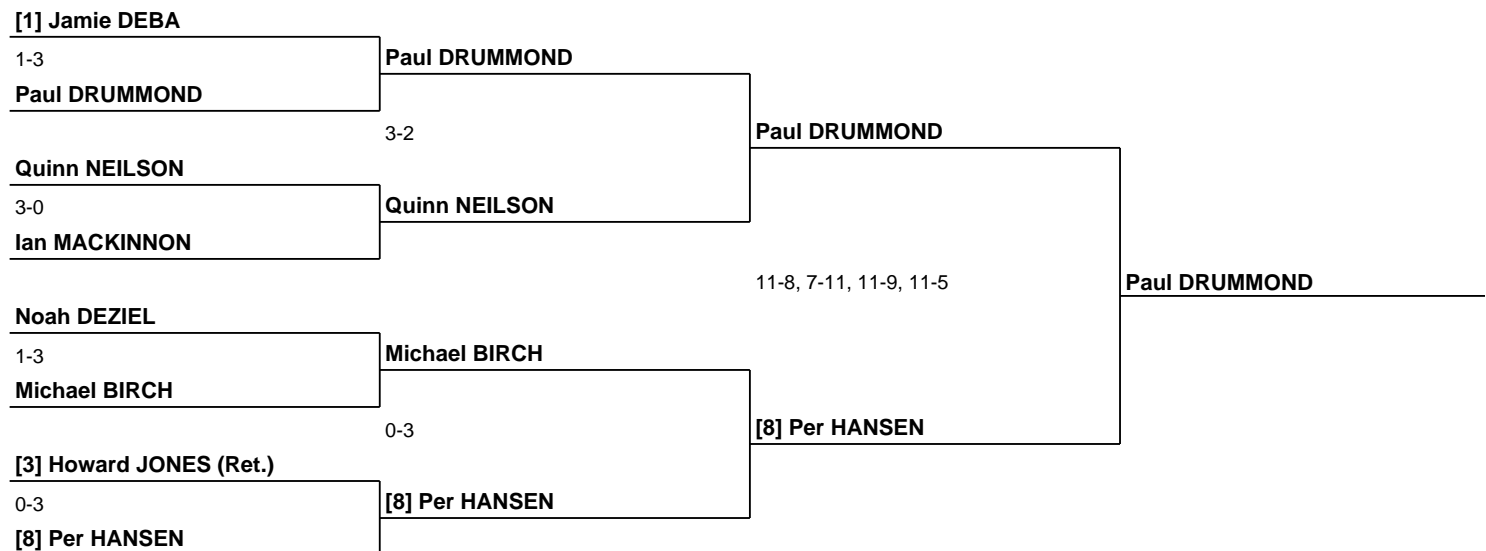 [1] Jamie DEBA
1-3
Paul DRUMMOND
Paul DRUMMOND
3-2
Paul DRUMMOND
Quinn NEILSON
3-0
Quinn NEILSON
Ian MACKINNON
11-8, 7-11, 11-9, 11-5
Paul DRUMMOND
Noah DEZIEL
1-3
Michael BIRCH
Michael BIRCH
0-3
[8] Per HANSEN
[3] Howard JONES (Ret.)
0-3
[8] Per HANSEN
[8] Per HANSEN